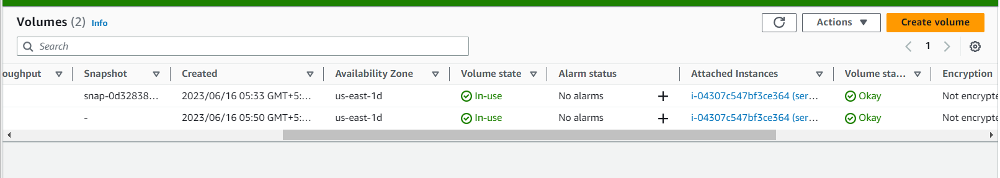 Volumes (2) Info
Actions
Create volume
Search
1
oughput Snapshot Created Availability Zone Volume state Alarm status Attached Instances Volume sta... Encryption
snap-0d32838... 2023/06/16 05:33 GMT+5:... us-east-1d In-use No alarms + i-04307c547bf3ce364 (ser... Okay Not encrypte
- 2023/06/16 05:50 GMT+5:... us-east-1d In-use No alarms + i-04307c547bf3ce364 (ser... Okay Not encrypte